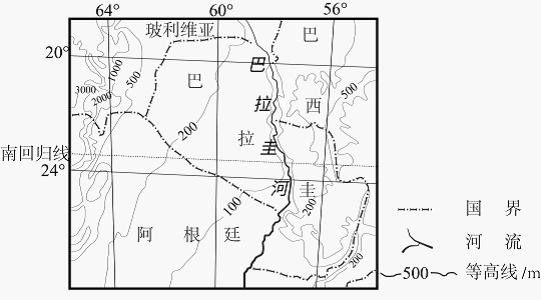 64° 60° 56°
玻利维亚 巴
20°
巴
1000
500
3000
2000
巴
500
拉
西
200
拉
圭
南回归线
24°
河 圭
100
200
阿 根 廷
200
国 界
河 流
500 等高线/m